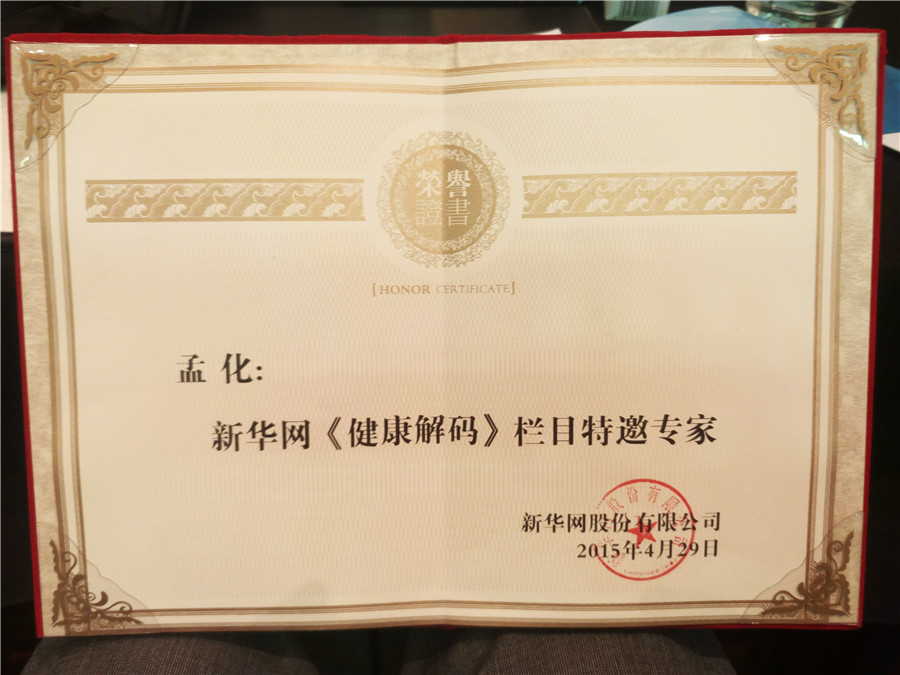 榮譽
證書
[HONOR CERTIFICATE]
孟 化:
新华网《健康解码》栏目特邀专家
新华网股份有限公司
2015年4月29日